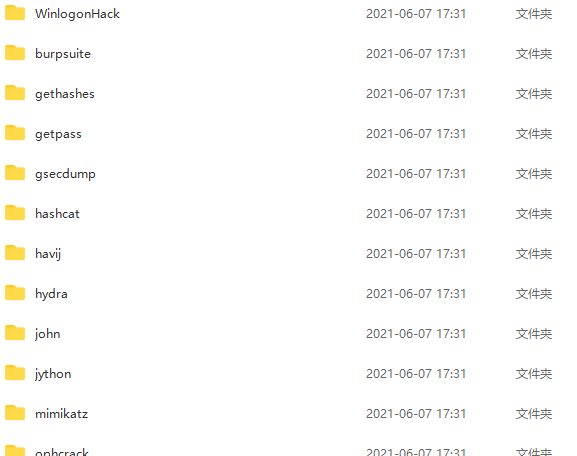 WinlogonHack 2021-06-07 17:31 文件夹
burpsuite 2021-06-07 17:31 文件夹
gethashes 2021-06-07 17:31 文件夹
getpass 2021-06-07 17:31 文件夹
gsecdump 2021-06-07 17:31 文件夹
hashcat 2021-06-07 17:31 文件夹
havij 2021-06-07 17:31 文件夹
hydra 2021-06-07 17:31 文件夹
john 2021-06-07 17:31 文件夹
jython 2021-06-07 17:31 文件夹
mimikatz 2021-06-07 17:31 文件夹
ophcrack 2021-06-07 17:31 文件夹